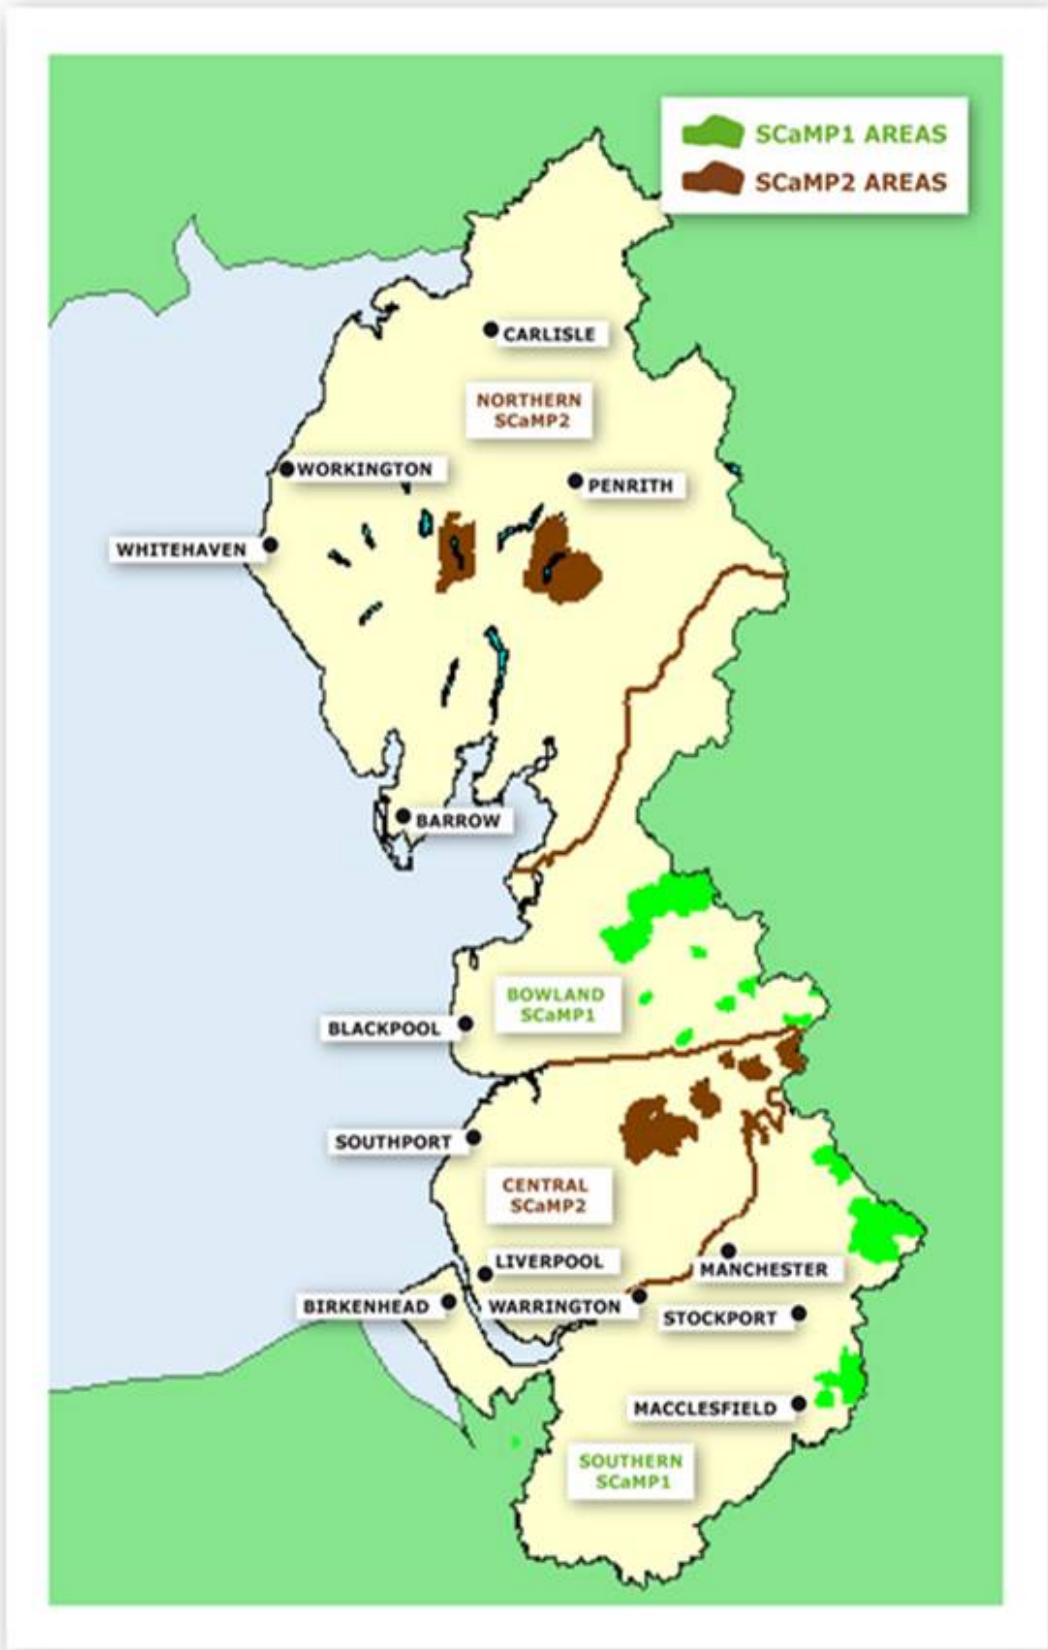 SCaMP1 AREAS
SCaMP2 AREAS
CARLISLE
NORTHERN
SCaMP2
WORKINGTON
PENRITH
WHITEHAVEN
BARROW
BOWLAND
SCaMP1
BLACKPOOL
SOUTHPORT
CENTRAL
SCaMP2
LIVERPOOL
MANCHESTER
BIRKENHEAD
WARRINGTON
STOCKPORT
MACCLESFIELD
SOUTHERN
SCaMP1